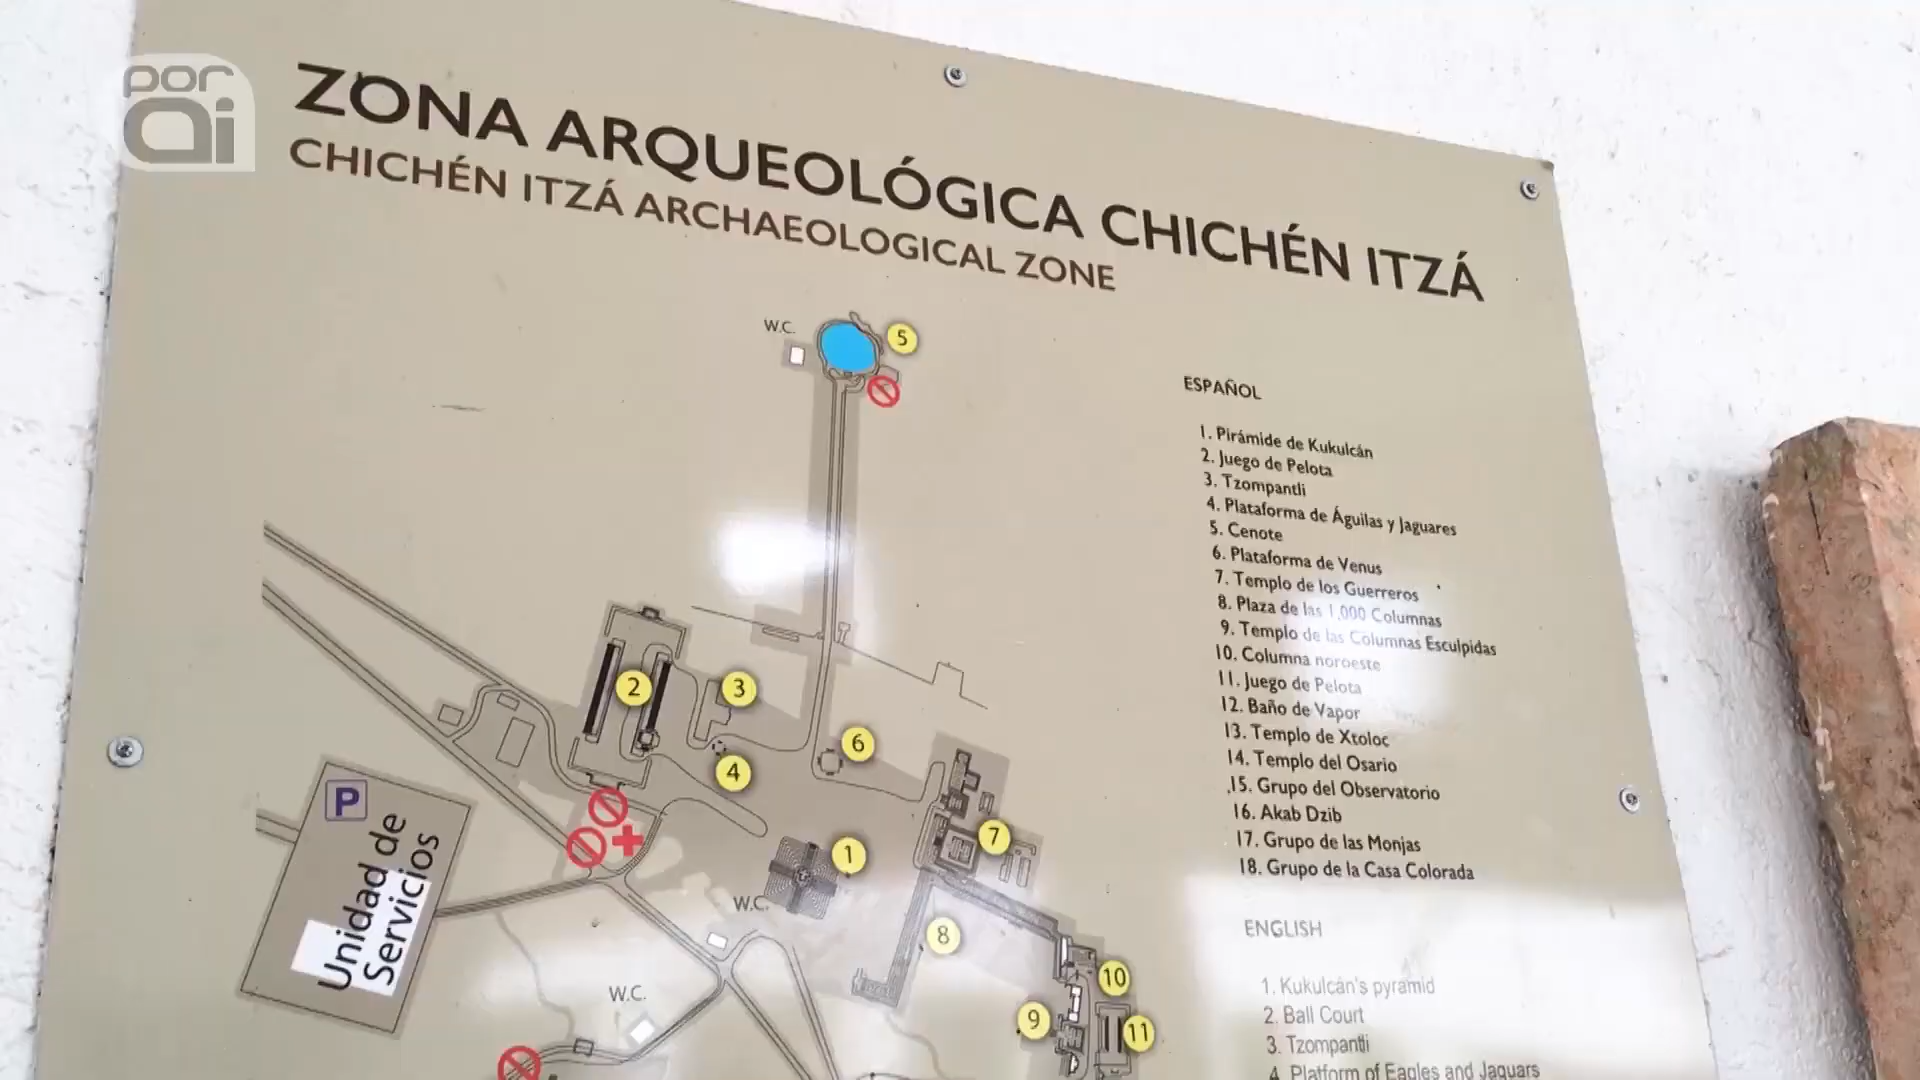 por
ai
ZONA ARQUEOLÓGICA CHICHÉN ITZÁ
CHICHÉN ITZÁ ARCHAEOLOGICAL ZONE
W.C.
5
2
3
4
6
1
7
8
9
10
11
W.C.
W.C.
P
Unidad de
Servicios
ESPAÑOL
1. Pirámide de Kukulcán
2. Juego de Pelota
3. Tzompantli
4. Plataforma de Águilas y Jaguares
5. Cenote
6. Plataforma de Venus
7. Templo de los Guerreros
8. Plaza de las 1,000 Columnas
9. Templo de las Columnas Esculpidas
10. Columna noroeste
11. Juego de Pelota
12. Baño de Vapor
13. Templo de Xtoloc
14. Templo del Osario
15. Grupo del Observatorio
16. Akab Dzib
17. Grupo de las Monjas
18. Grupo de la Casa Colorada
ENGLISH
1. Kukulcán's pyramid
2. Ball Court
3. Tzompantli
4. Platform of Eagles and Jaguars